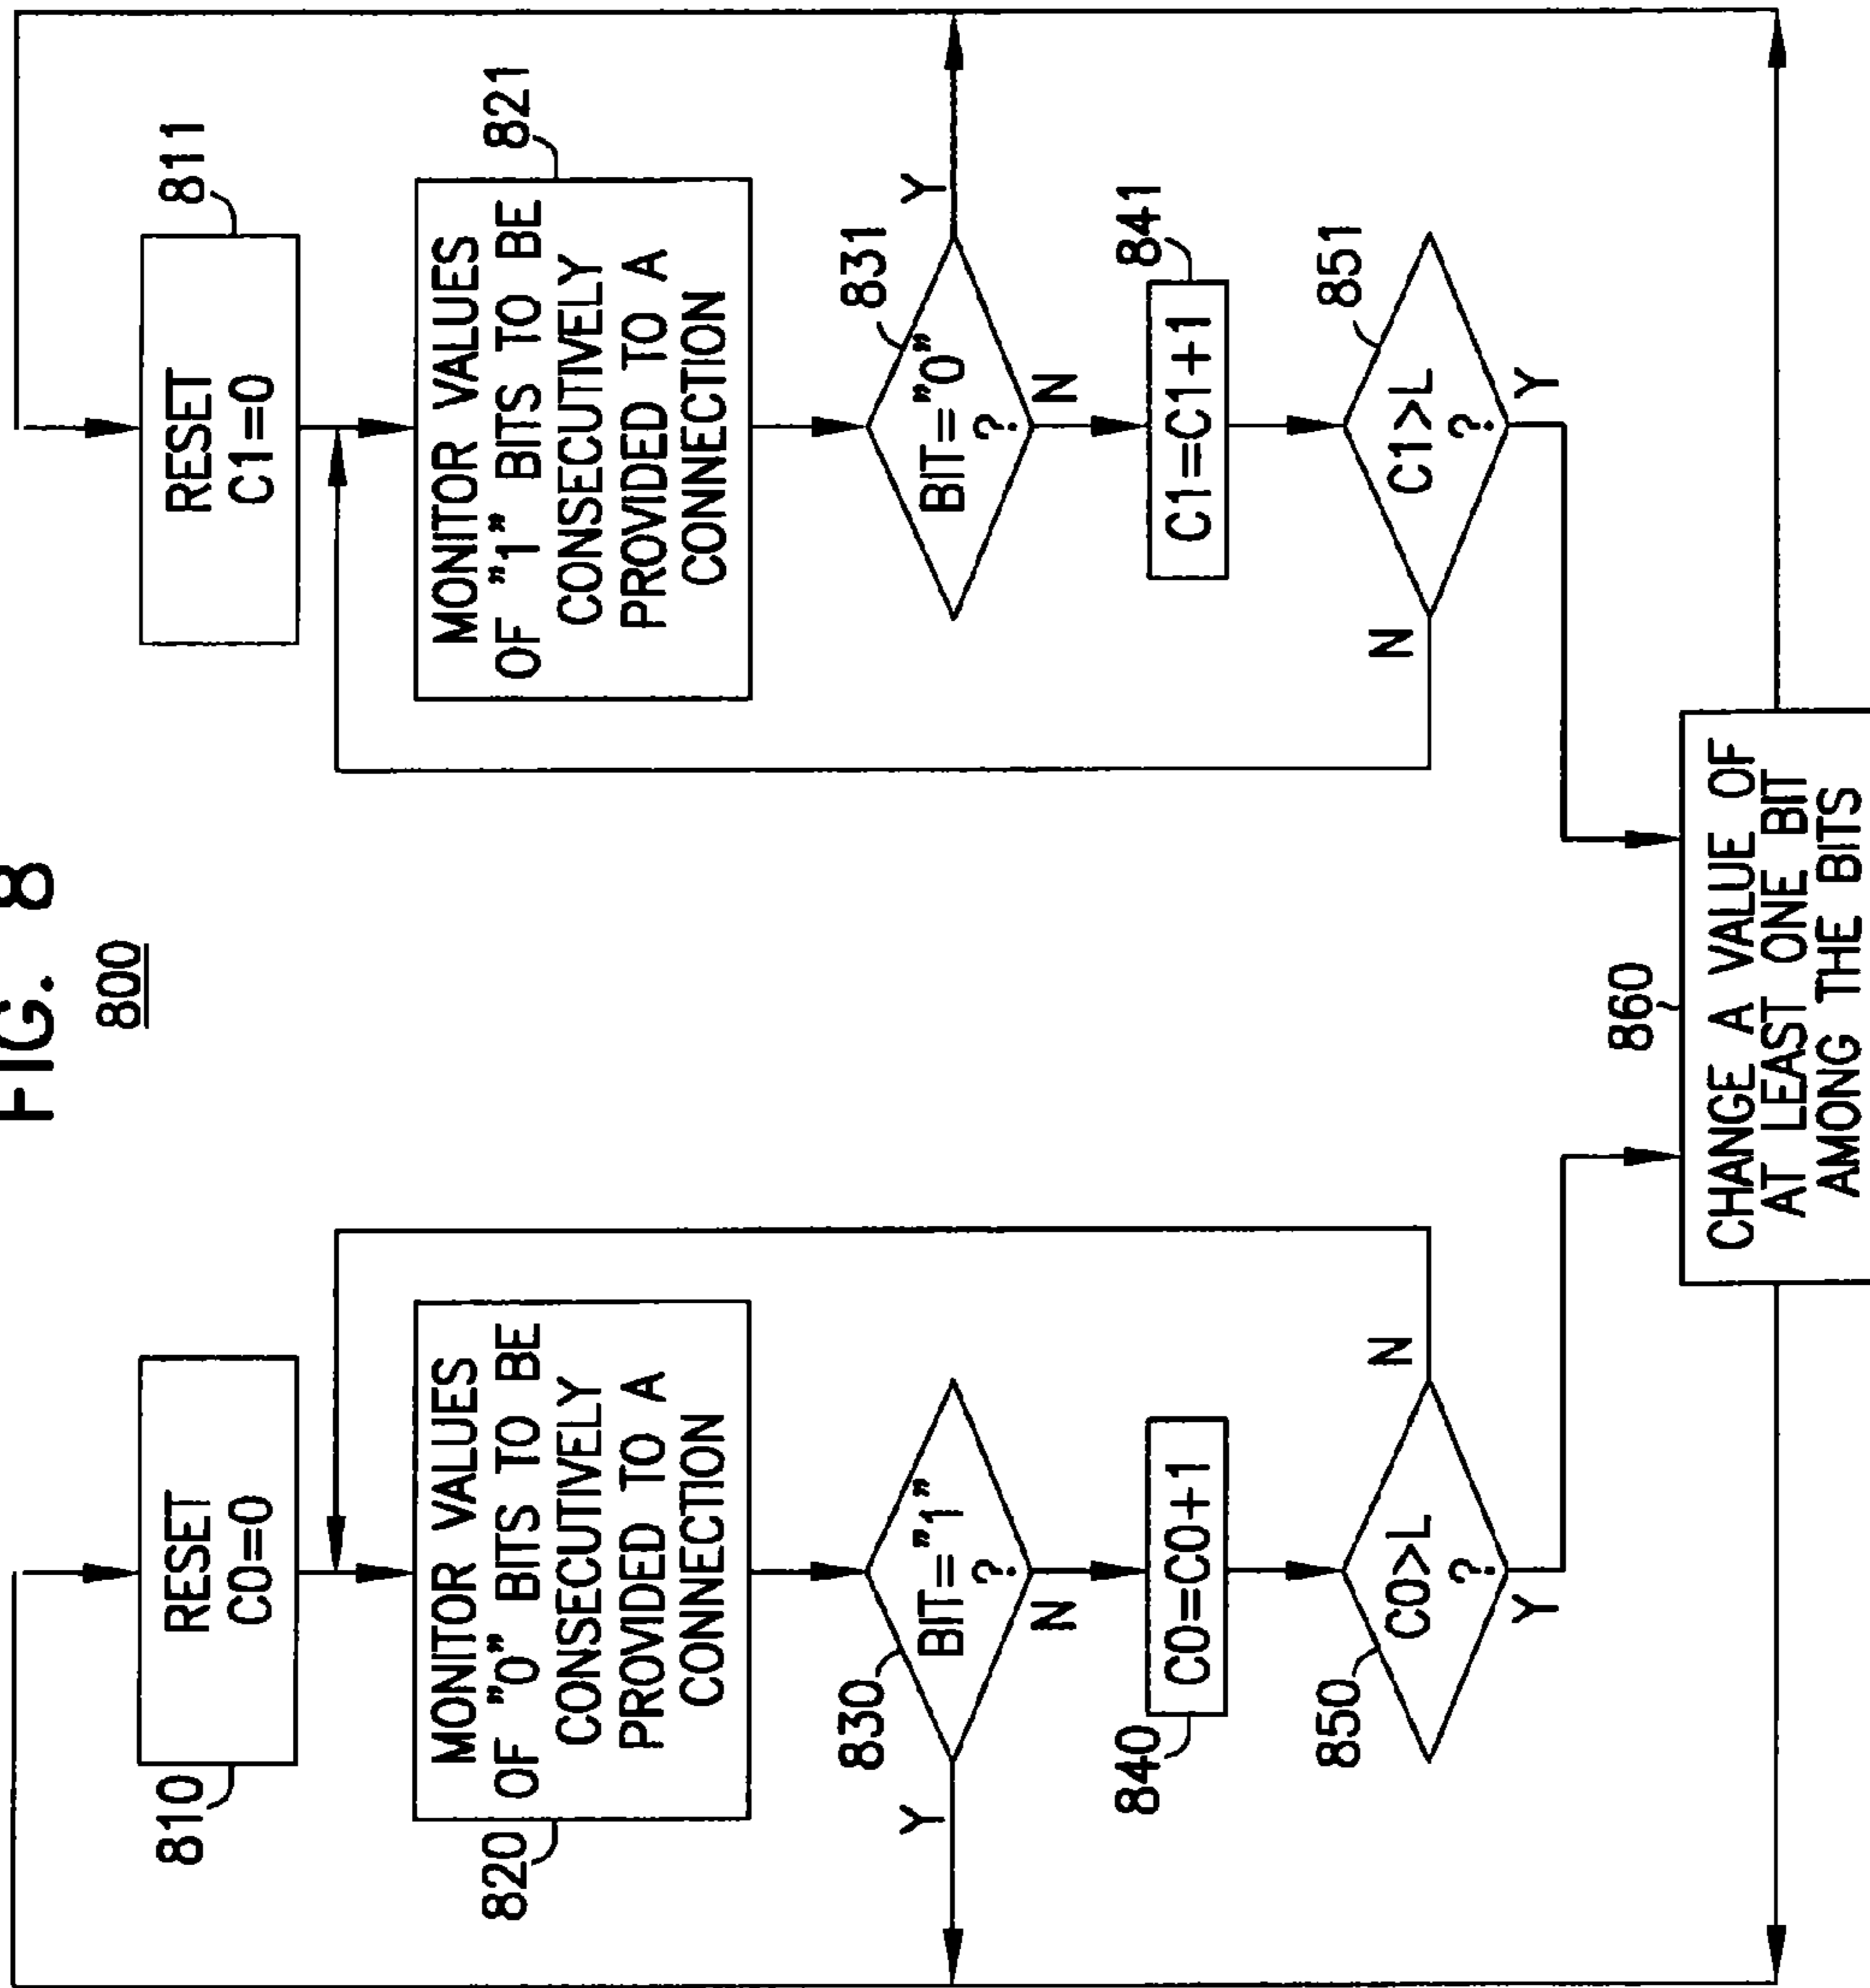 FIG. 8
800
810
RESET
C0=0
820
MONITOR VALUES
OF "0" BITS TO BE
CONSECUTIVELY
PROVIDED TO A
CONNECTION
830
BIT="1"
?
Y
N
840
C0=C0+1
850
C0>L
?
N
Y
811
RESET
C1=0
821
MONITOR VALUES
OF "1" BITS TO BE
CONSECUTIVELY
PROVIDED TO A
CONNECTION
831
BIT="0"
?
Y
N
841
C1=C1+1
851
C1>L
?
N
Y
860
CHANGE A VALUE OF
AT LEAST ONE BIT
AMONG THE BITS